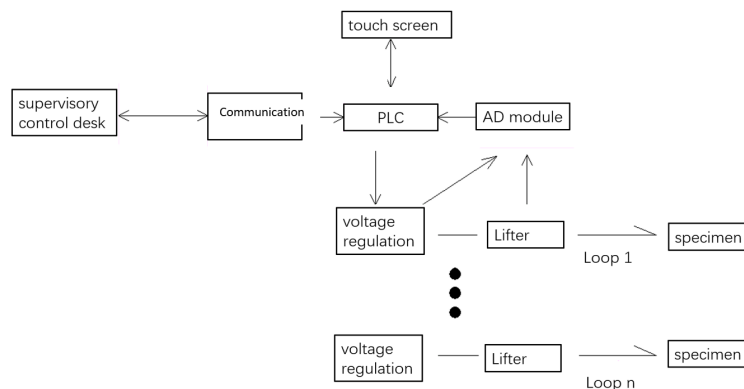 touch screen
supervisory
control desk
Communication
PLC
AD module
voltage
regulation
Lifter
specimen
Loop 1
voltage
regulation
Lifter
specimen
Loop n